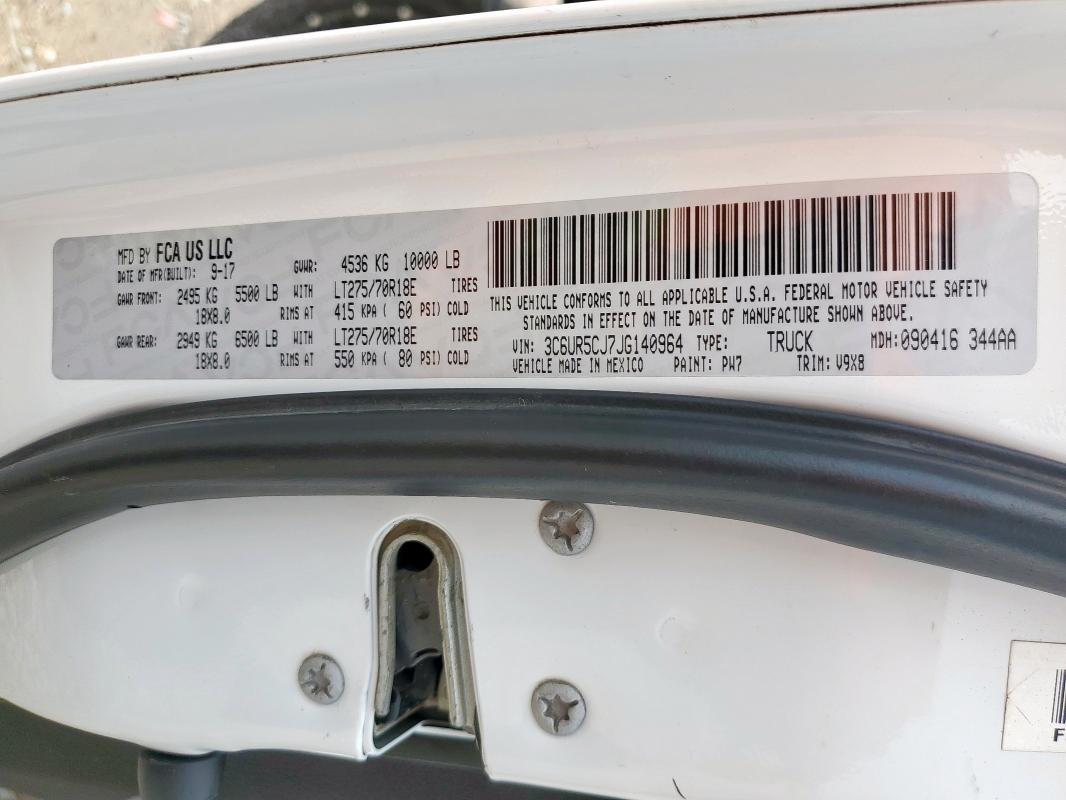 MFD BY FCA US LLC
DATE OF MFR(BUILT): 9-17 GVWR: 4536 KG 10000 LB
GAWR FRONT: 2495 KG 5500 LB WITH LT275/70R18E TIRES
18X8.0 RIMS AT 415 KPA ( 60 PSI) COLD
GAWR REAR: 2949 KG 6500 LB WITH LT275/70R18E TIRES
18X8.0 RIMS AT 550 KPA ( 80 PSI) COLD
THIS VEHICLE CONFORMS TO ALL APPLICABLE U.S.A. FEDERAL MOTOR VEHICLE SAFETY
STANDARDS IN EFFECT ON THE DATE OF MANUFACTURE SHOWN ABOVE.
VIN: 3C6UR5CJ7JG140964 TYPE: TRUCK MDH: 090416 344AA
VEHICLE MADE IN MEXICO PAINT: PW7 TRIM: V9X8